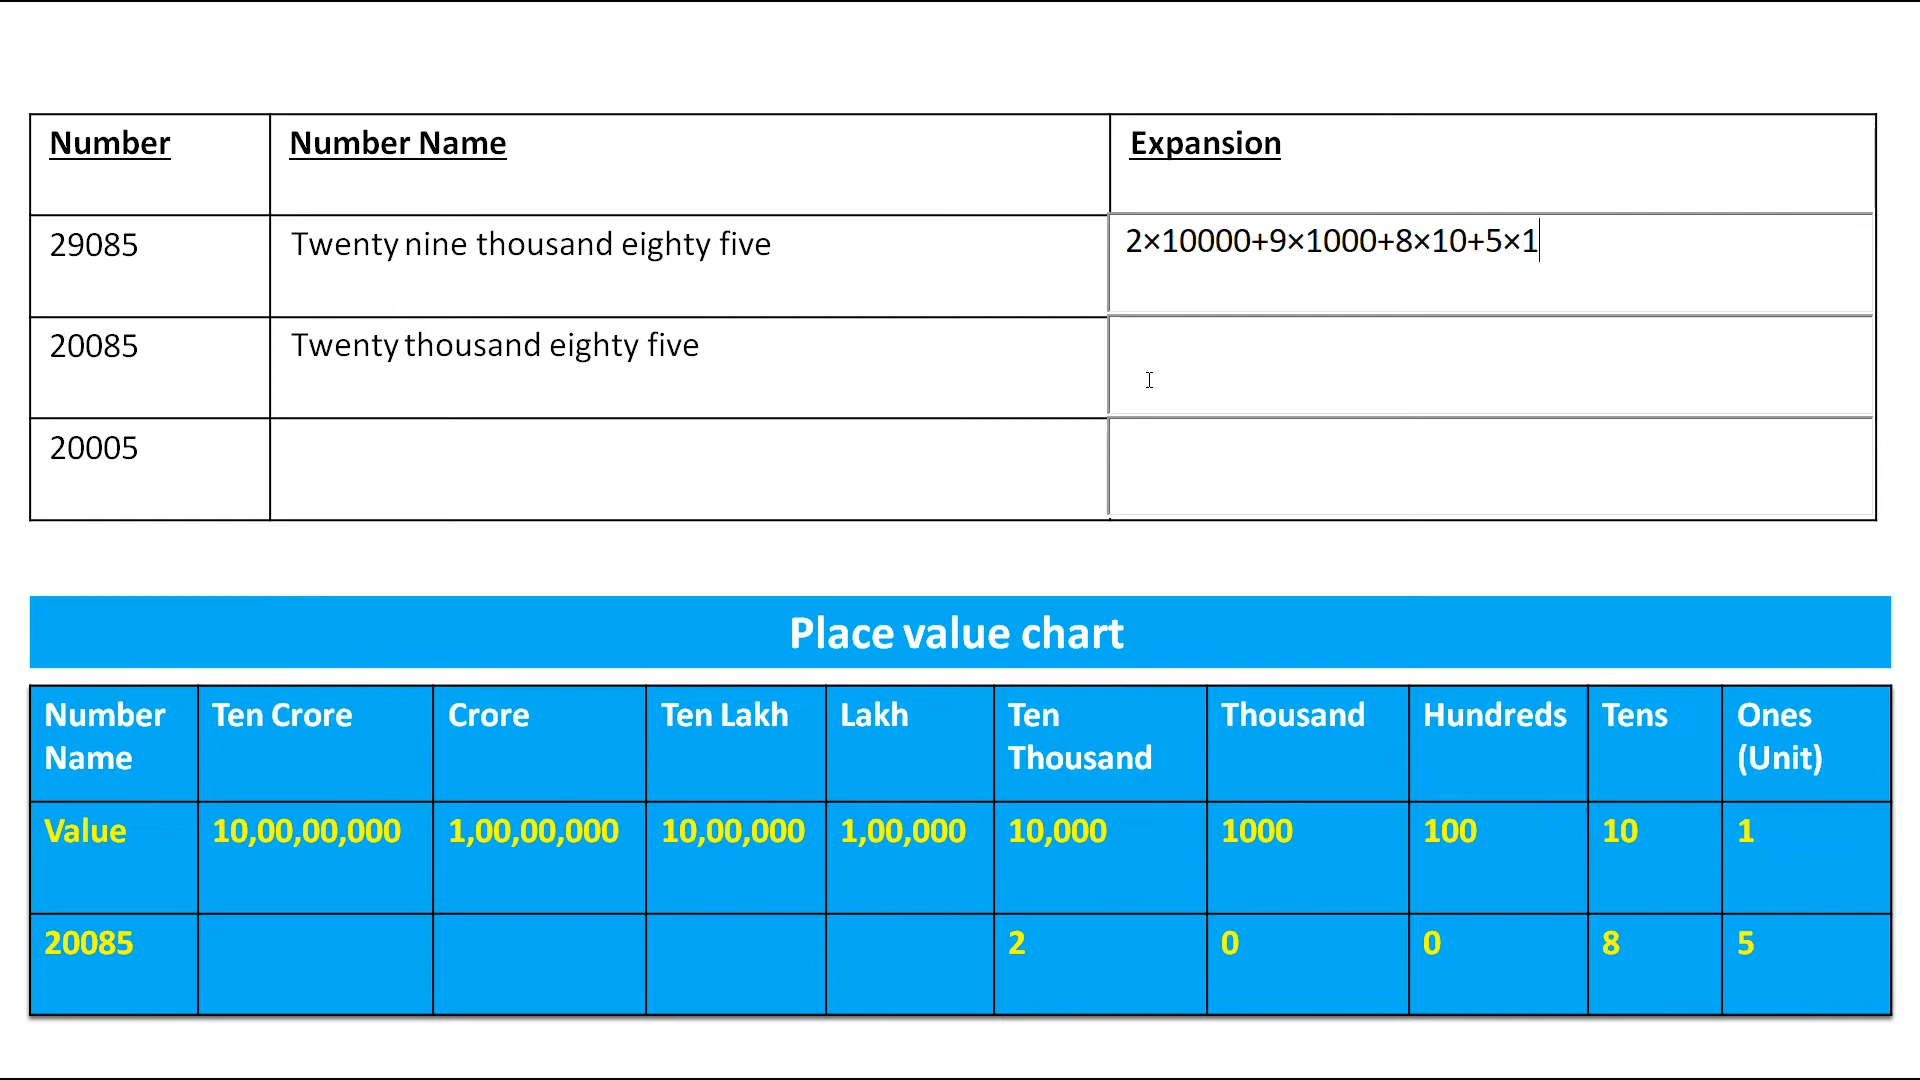 Number Number Name Expansion
29085 Twenty nine thousand eighty five 2×10000+9×1000+8×10+5×1
20085 Twenty thousand eighty five
20005
Place value chart
Number Name Ten Crore Crore Ten Lakh Lakh Ten Thousand Thousand Hundreds Tens Ones (Unit)
Value 10,00,00,000 1,00,00,000 10,00,000 1,00,000 10,000 1000 100 10 1
20085 2 0 0 8 5